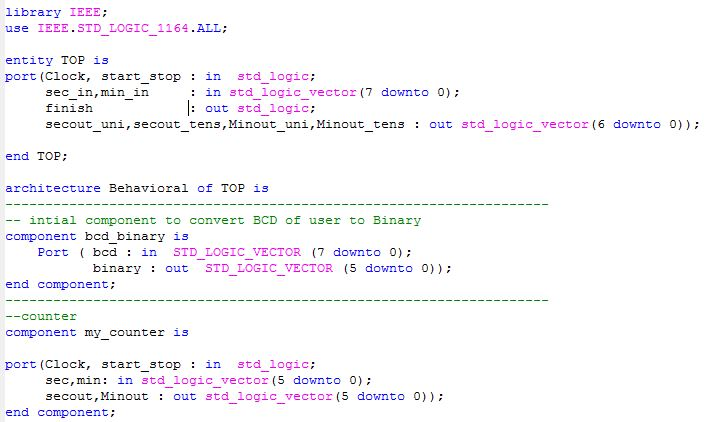 library IEEE;
use IEEE.STD_LOGIC_1164.ALL;
entity TOP is
port(Clock, start_stop : in  std_logic;
     sec_in,min_in     : in std_logic_vector(7 downto 0);
     finish            : out std_logic;
     secout_uni,secout_tens,Minout_uni,Minout_tens : out std_logic_vector(6 downto 0));
end TOP;
architecture Behavioral of TOP is
--------------------------------------------------------------------
-- intial component to convert BCD of user to Binary
component bcd_binary is
    Port ( bcd : in  STD_LOGIC_VECTOR (7 downto 0);
           binary : out  STD_LOGIC_VECTOR (5 downto 0));
end component;
--------------------------------------------------------------------
--counter
component my_counter is
port(Clock, start_stop : in  std_logic;
     sec,min: in std_logic_vector(5 downto 0);
     secout,Minout : out std_logic_vector(5 downto 0));
end component;